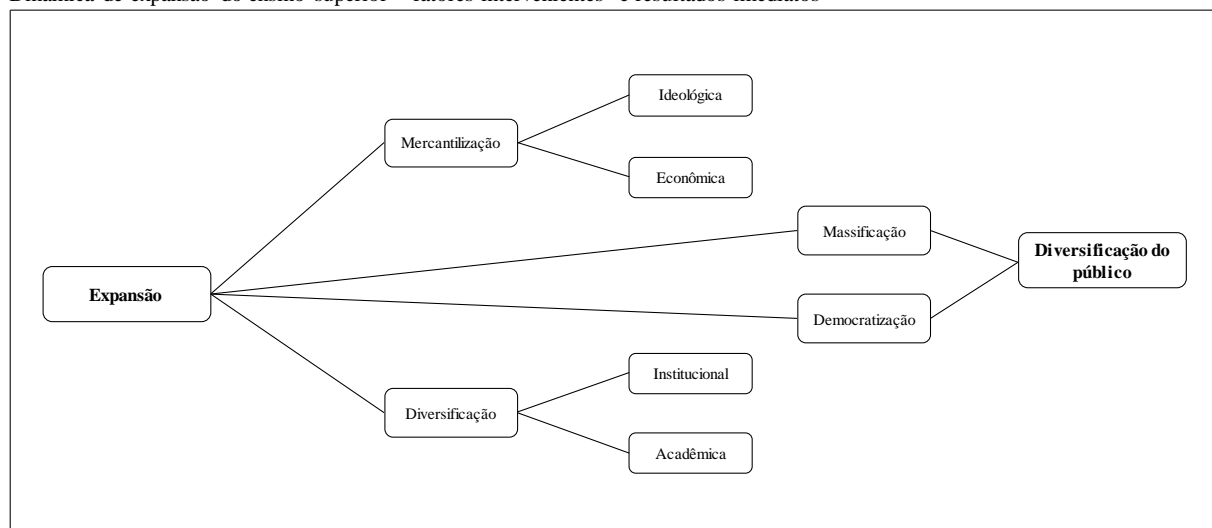 Dinâmica de expansão do ensino superior – fatores intervenientes e resultados imediatos
Ideológica
Mercantilização
Econômica
Massificação
Diversificação do
público
Expansão
Democratização
Institucional
Diversificação
Acadêmica